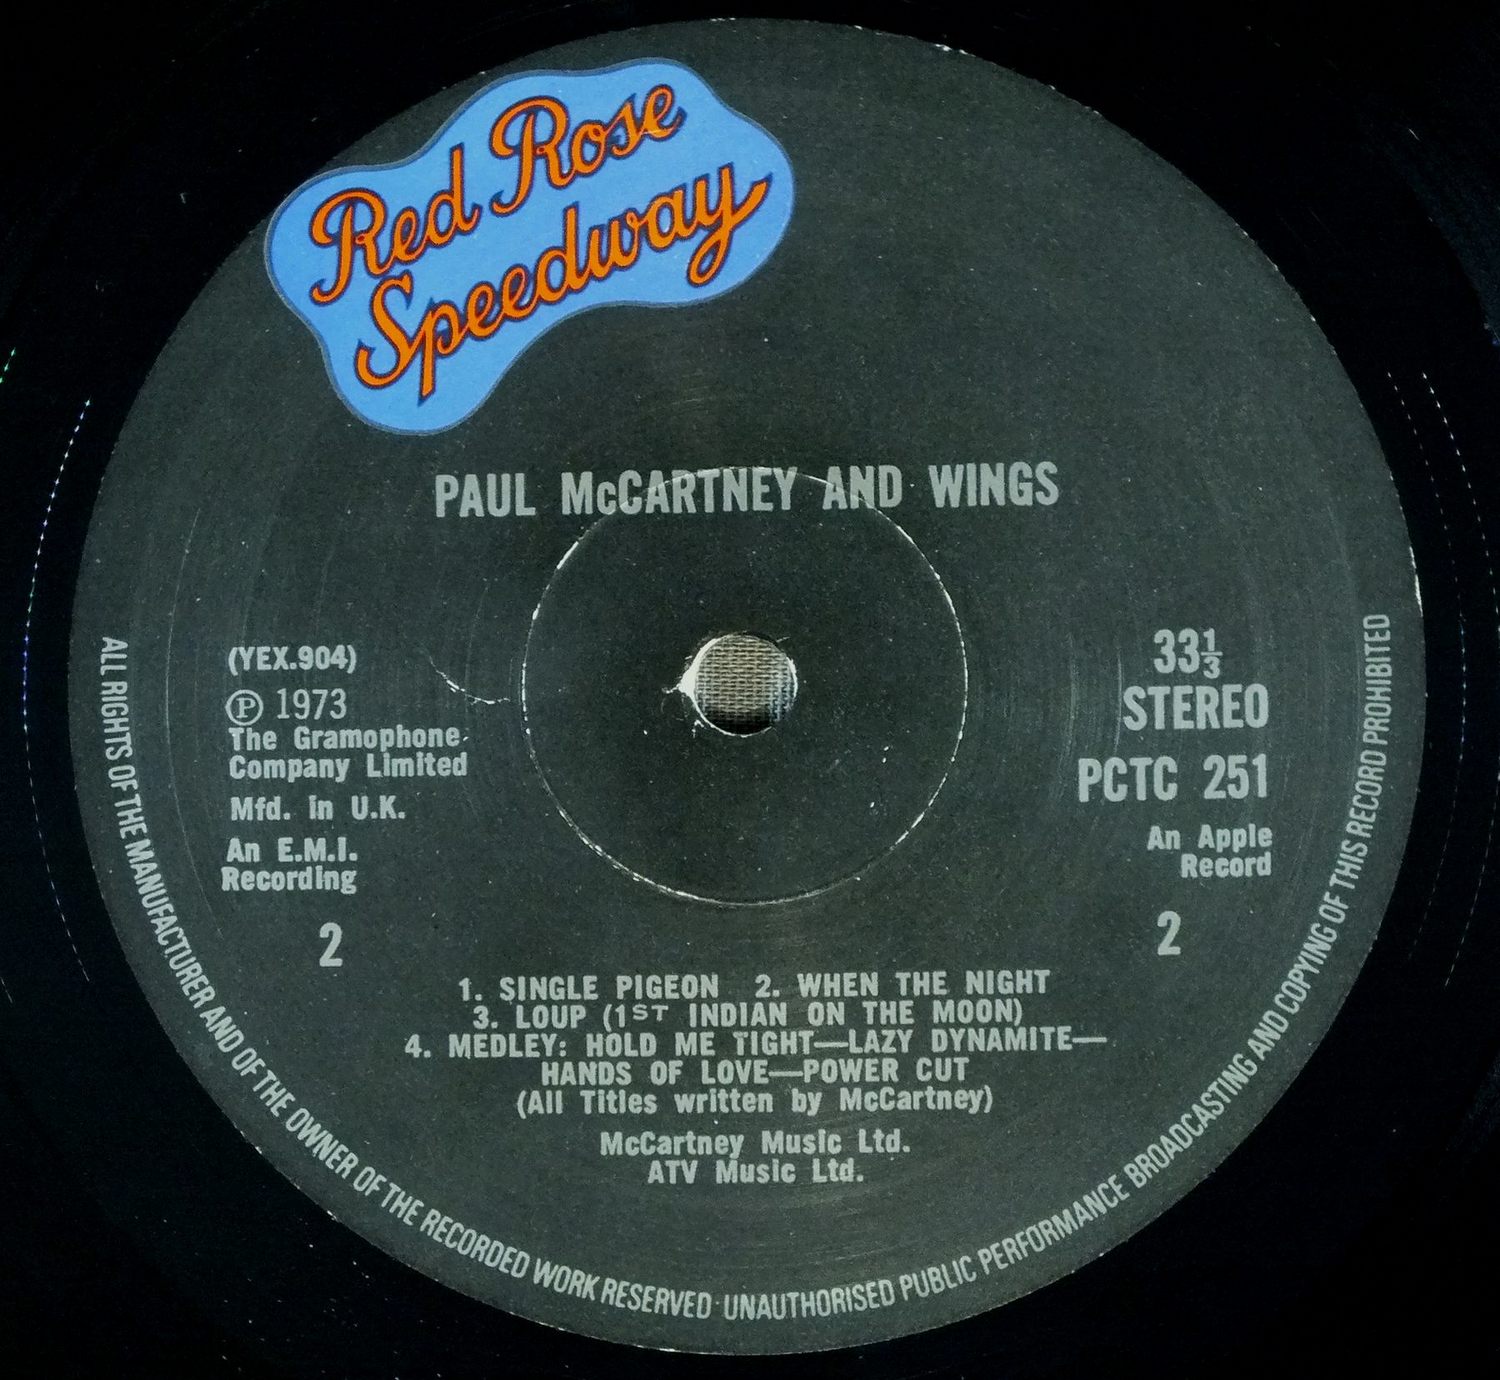 Red Rose
Speedway
PAUL McCARTNEY AND WINGS
(YEX.904)
Ⓟ 1973
The Gramophone
Company Limited
Mfd. in U.K.
An E.M.I.
Recording
2
33⅓
STEREO
PCTC 251
An Apple
Record
2
1. SINGLE PIGEON 2. WHEN THE NIGHT
3. LOUP (1ST INDIAN ON THE MOON)
4. MEDLEY: HOLD ME TIGHT—LAZY DYNAMITE—
HANDS OF LOVE—POWER CUT
(All Titles written by McCartney)
McCartney Music Ltd.
ATV Music Ltd.
ALL RIGHTS OF THE MANUFACTURER AND OF THE OWNER OF THE RECORDED WORK RESERVED · UNAUTHORISED PUBLIC PERFORMANCE BROADCASTING AND COPYING OF THIS RECORD PROHIBITED